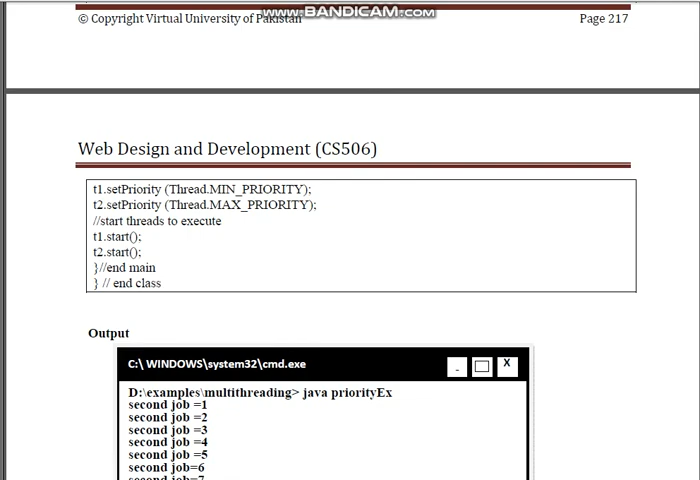 © Copyright Virtual University of Pakistan Page 217
www.BANDICAM.com
Web Design and Development (CS506)
t1.setPriority (Thread.MIN_PRIORITY);
t2.setPriority (Thread.MAX_PRIORITY);
//start threads to execute
t1.start();
t2.start();
}//end main
} // end class
Output
C:\ WINDOWS\system32\cmd.exe - X
D:\examples\multithreading> java priorityEx
second job =1
second job =2
second job =3
second job =4
second job =5
second job=6
second job=7